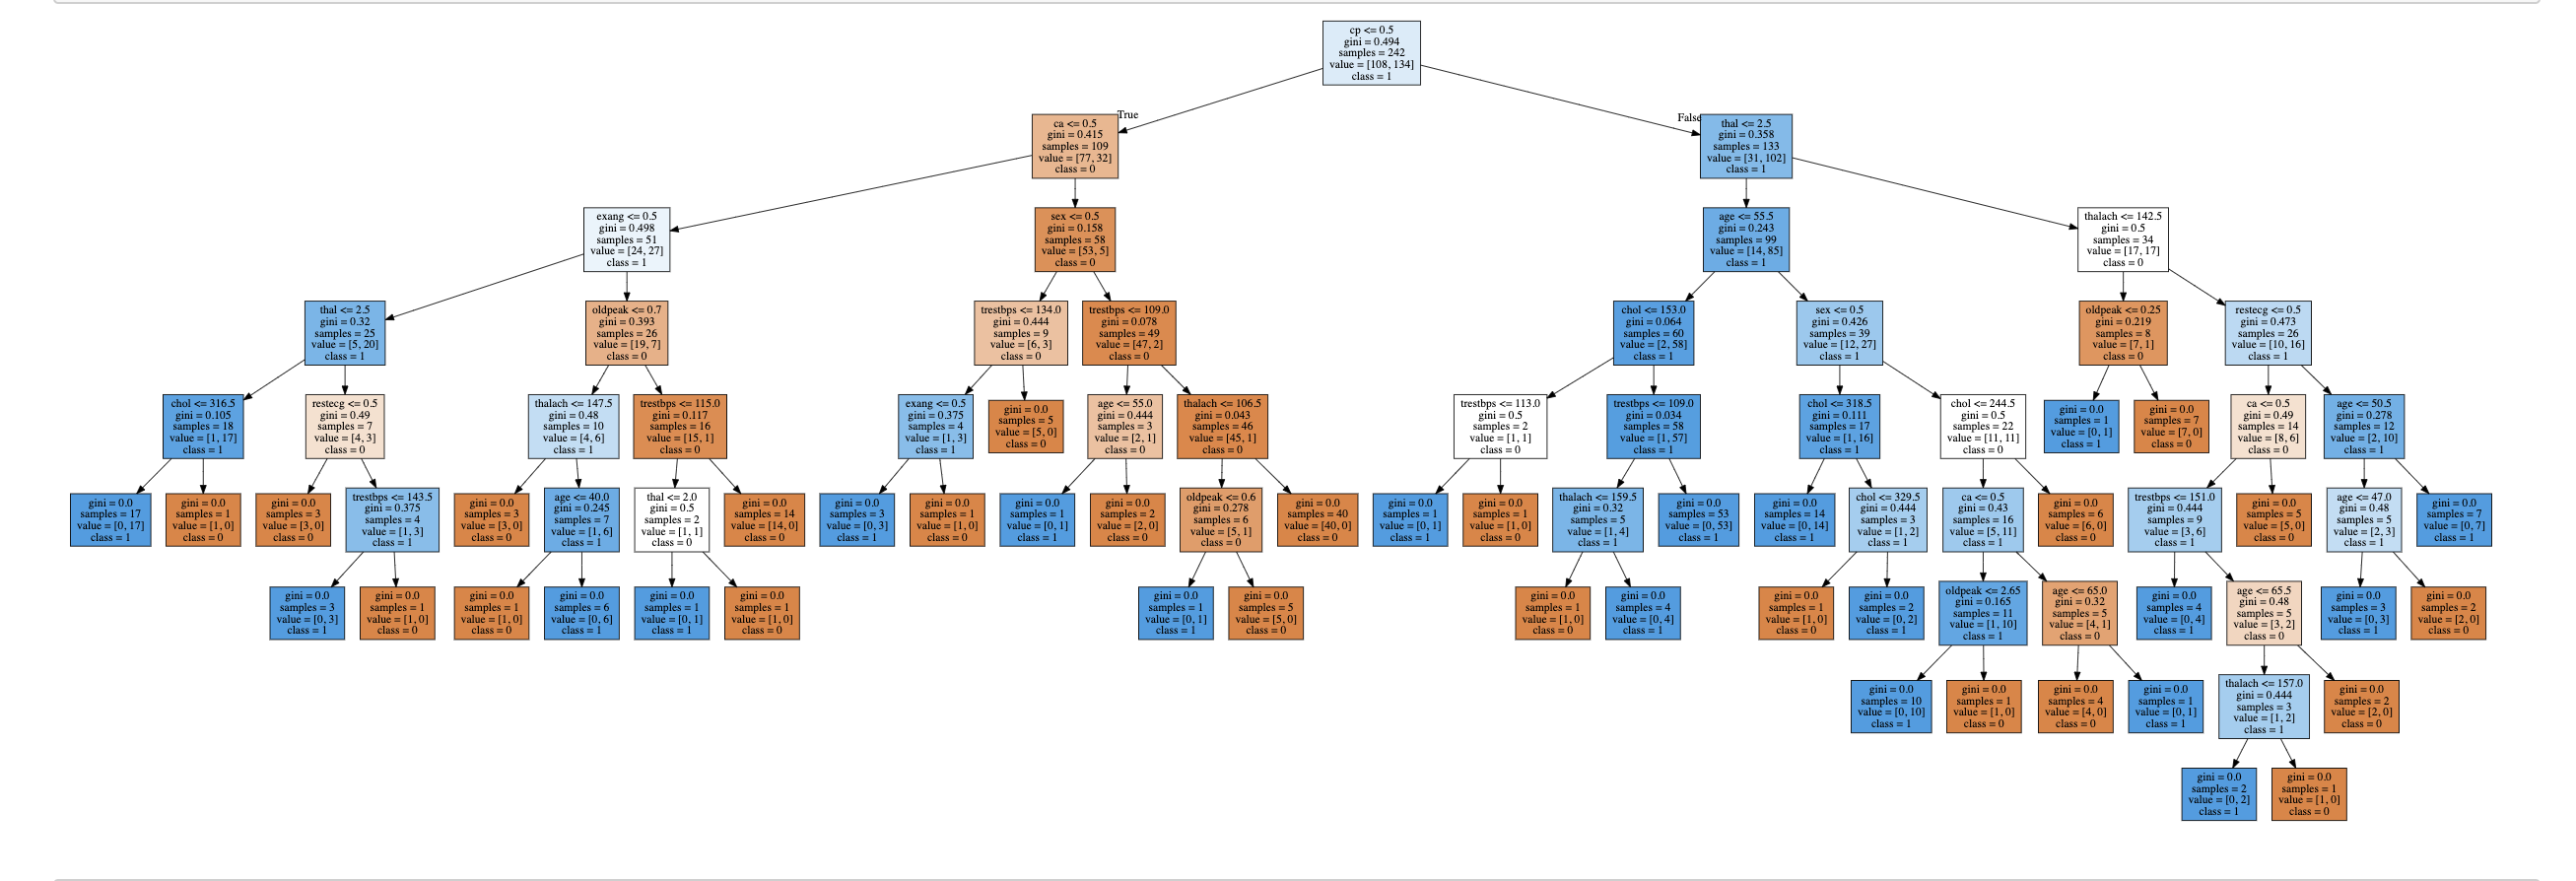 cp <= 0.5
gini = 0.494
samples = 242
value = [108, 134]
class = 1
True
False
ca <= 0.5
gini = 0.415
samples = 109
value = [77, 32]
class = 0
thal <= 2.5
gini = 0.358
samples = 133
value = [31, 102]
class = 1
exang <= 0.5
gini = 0.498
samples = 51
value = [24, 27]
class = 1
sex <= 0.5
gini = 0.158
samples = 58
value = [53, 5]
class = 0
age <= 55.5
gini = 0.243
samples = 99
value = [14, 85]
class = 1
thalach <= 142.5
gini = 0.5
samples = 34
value = [17, 17]
class = 0
thal <= 2.5
gini = 0.32
samples = 25
value = [5, 20]
class = 1
oldpeak <= 0.7
gini = 0.393
samples = 26
value = [19, 7]
class = 0
trestbps <= 134.0
gini = 0.444
samples = 9
value = [6, 3]
class = 0
trestbps <= 109.0
gini = 0.078
samples = 49
value = [47, 2]
class = 0
chol <= 153.0
gini = 0.064
samples = 60
value = [2, 58]
class = 1
sex <= 0.5
gini = 0.426
samples = 39
value = [12, 27]
class = 1
oldpeak <= 0.25
gini = 0.219
samples = 8
value = [7, 1]
class = 0
restecg <= 0.5
gini = 0.473
samples = 26
value = [10, 16]
class = 1
chol <= 316.5
gini = 0.105
samples = 18
value = [1, 17]
class = 1
restecg <= 0.5
gini = 0.49
samples = 7
value = [4, 3]
class = 0
thalach <= 147.5
gini = 0.48
samples = 10
value = [4, 6]
class = 1
trestbps <= 115.0
gini = 0.117
samples = 16
value = [15, 1]
class = 0
exang <= 0.5
gini = 0.375
samples = 4
value = [1, 3]
class = 1
gini = 0.0
samples = 5
value = [5, 0]
class = 0
age <= 55.0
gini = 0.444
samples = 3
value = [2, 1]
class = 0
thalach <= 106.5
gini = 0.043
samples = 46
value = [45, 1]
class = 0
trestbps <= 113.0
gini = 0.5
samples = 2
value = [1, 1]
class = 0
trestbps <= 109.0
gini = 0.034
samples = 58
value = [1, 57]
class = 1
chol <= 318.5
gini = 0.111
samples = 17
value = [1, 16]
class = 1
chol <= 244.5
gini = 0.5
samples = 22
value = [11, 11]
class = 0
gini = 0.0
samples = 1
value = [0, 1]
class = 1
gini = 0.0
samples = 7
value = [7, 0]
class = 0
ca <= 0.5
gini = 0.49
samples = 14
value = [8, 6]
class = 0
age <= 50.5
gini = 0.278
samples = 12
value = [2, 10]
class = 1
gini = 0.0
samples = 17
value = [0, 17]
class = 1
gini = 0.0
samples = 1
value = [1, 0]
class = 0
gini = 0.0
samples = 3
value = [3, 0]
class = 0
trestbps <= 143.5
gini = 0.375
samples = 4
value = [1, 3]
class = 1
gini = 0.0
samples = 3
value = [3, 0]
class = 0
age <= 40.0
gini = 0.245
samples = 7
value = [1, 6]
class = 1
thal <= 2.0
gini = 0.5
samples = 2
value = [1, 1]
class = 0
gini = 0.0
samples = 14
value = [14, 0]
class = 0
gini = 0.0
samples = 3
value = [0, 3]
class = 1
gini = 0.0
samples = 1
value = [1, 0]
class = 0
gini = 0.0
samples = 1
value = [0, 1]
class = 1
gini = 0.0
samples = 2
value = [2, 0]
class = 0
oldpeak <= 0.6
gini = 0.278
samples = 6
value = [5, 1]
class = 0
gini = 0.0
samples = 40
value = [40, 0]
class = 0
gini = 0.0
samples = 1
value = [0, 1]
class = 1
gini = 0.0
samples = 1
value = [1, 0]
class = 0
thalach <= 159.5
gini = 0.32
samples = 5
value = [1, 4]
class = 1
gini = 0.0
samples = 53
value = [0, 53]
class = 1
gini = 0.0
samples = 14
value = [0, 14]
class = 1
chol <= 329.5
gini = 0.444
samples = 3
value = [1, 2]
class = 1
ca <= 0.5
gini = 0.43
samples = 16
value = [5, 11]
class = 1
gini = 0.0
samples = 6
value = [6, 0]
class = 0
trestbps <= 151.0
gini = 0.444
samples = 9
value = [3, 6]
class = 1
gini = 0.0
samples = 5
value = [5, 0]
class = 0
age <= 47.0
gini = 0.48
samples = 5
value = [2, 3]
class = 1
gini = 0.0
samples = 7
value = [0, 7]
class = 1
gini = 0.0
samples = 3
value = [0, 3]
class = 1
gini = 0.0
samples = 1
value = [1, 0]
class = 0
gini = 0.0
samples = 1
value = [1, 0]
class = 0
gini = 0.0
samples = 6
value = [0, 6]
class = 1
gini = 0.0
samples = 1
value = [0, 1]
class = 1
gini = 0.0
samples = 1
value = [1, 0]
class = 0
gini = 0.0
samples = 1
value = [0, 1]
class = 1
gini = 0.0
samples = 5
value = [5, 0]
class = 0
gini = 0.0
samples = 1
value = [1, 0]
class = 0
gini = 0.0
samples = 4
value = [0, 4]
class = 1
gini = 0.0
samples = 1
value = [1, 0]
class = 0
gini = 0.0
samples = 2
value = [0, 2]
class = 1
oldpeak <= 2.65
gini = 0.165
samples = 11
value = [1, 10]
class = 1
age <= 65.0
gini = 0.32
samples = 5
value = [4, 1]
class = 0
gini = 0.0
samples = 4
value = [0, 4]
class = 1
age <= 65.5
gini = 0.48
samples = 5
value = [3, 2]
class = 0
gini = 0.0
samples = 3
value = [0, 3]
class = 1
gini = 0.0
samples = 2
value = [2, 0]
class = 0
gini = 0.0
samples = 10
value = [0, 10]
class = 1
gini = 0.0
samples = 1
value = [1, 0]
class = 0
gini = 0.0
samples = 4
value = [4, 0]
class = 0
gini = 0.0
samples = 1
value = [0, 1]
class = 1
thalach <= 157.0
gini = 0.444
samples = 3
value = [1, 2]
class = 1
gini = 0.0
samples = 2
value = [2, 0]
class = 0
gini = 0.0
samples = 2
value = [0, 2]
class = 1
gini = 0.0
samples = 1
value = [1, 0]
class = 0